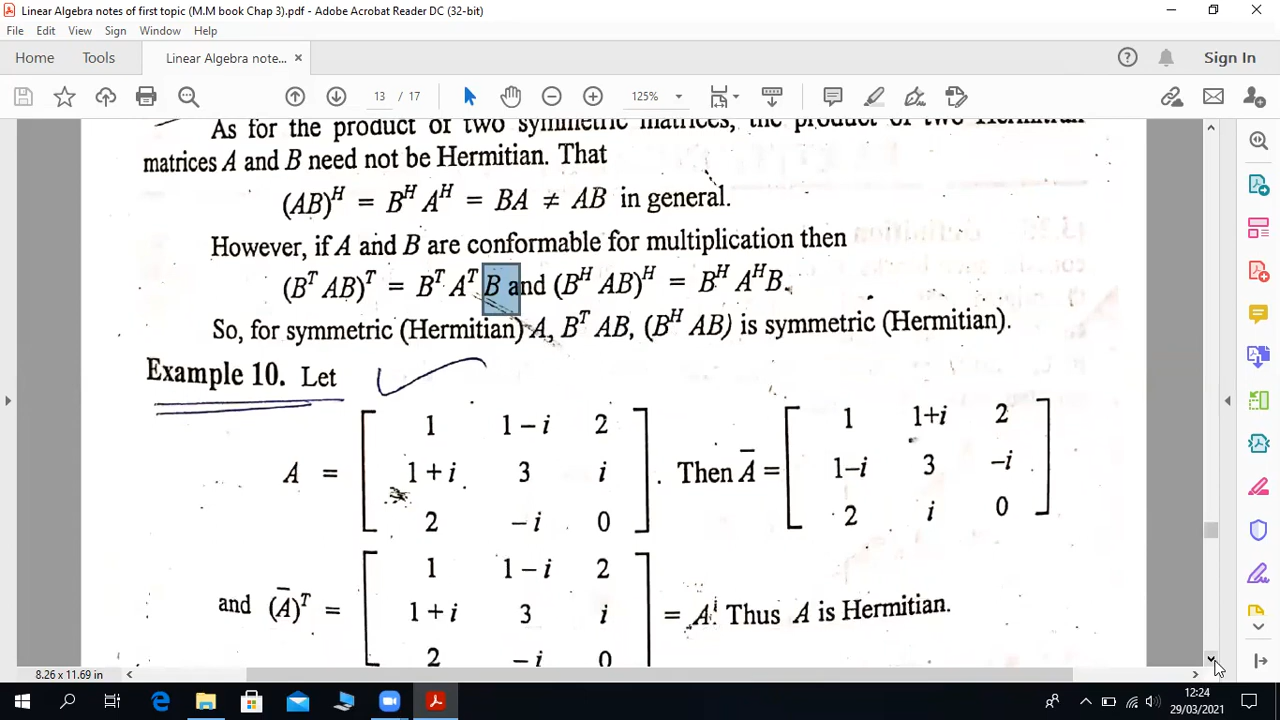 Linear Algebra notes of first topic (M.M book Chap 3).pdf - Adobe Acrobat Reader DC (32-bit)
File Edit View Sign Window Help
Home Tools Linear Algebra note... × Sign In
13 / 17 125%
As for the product of two symmetric matrices, the product of two Hermitian
matrices A and B need not be Hermitian. That
(AB)^H = B^H A^H = BA ≠ AB in general.
However, if A and B are conformable for multiplication then
(B^T AB)^T = B^T A^T B and (B^H AB)^H = B^H A^H B.
So, for symmetric (Hermitian) A, B^T AB, (B^H AB) is symmetric (Hermitian).
Example 10. Let
1 1 – i 2 1 1+i 2
A = 1 + i 3 i . Then A̅ = 1–i 3 –i
2 – i 0 2 i 0
1 1 – i 2
and (A̅)^T = 1 + i 3 i = A. Thus A is Hermitian.
2 – i 0
8.26 x 11.69 in
12:24
29/03/2021